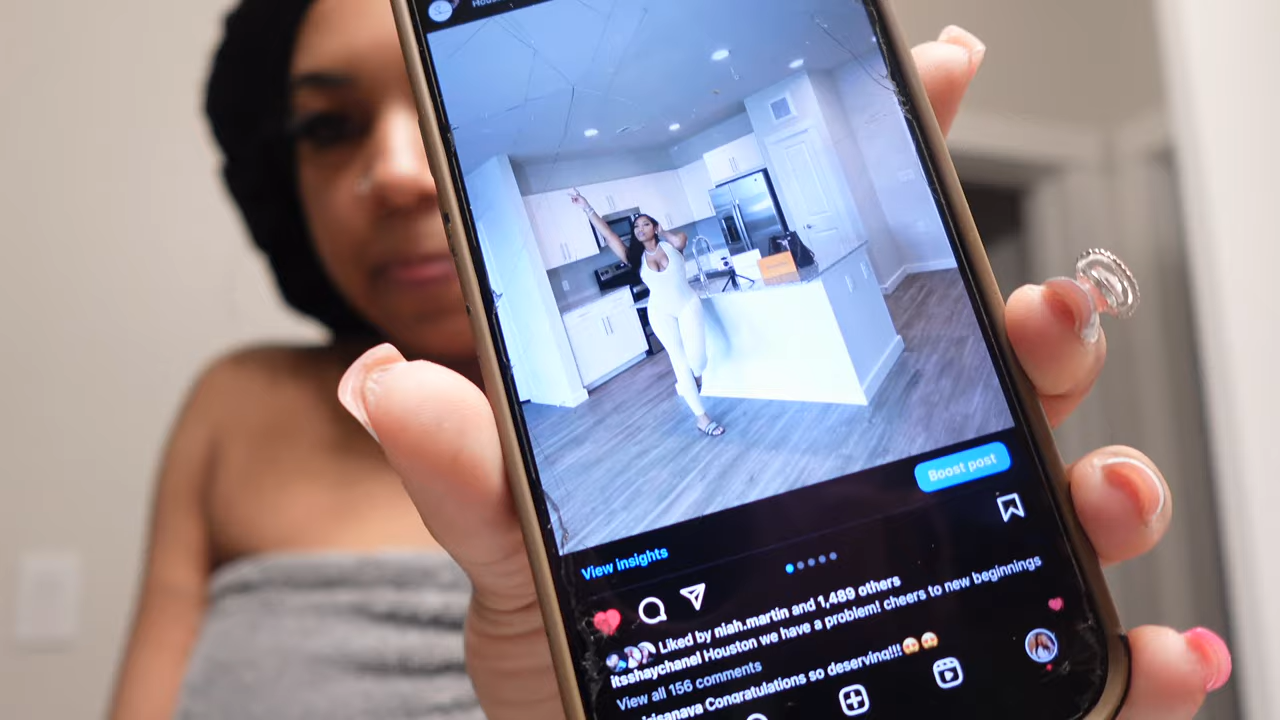 Boost post
View insights
Liked by niah.martin and 1,489 others
itsshaychanel Houston we have a problem! cheers to new beginnings
View all 156 comments
Congratulations so deserving!!!😍😍